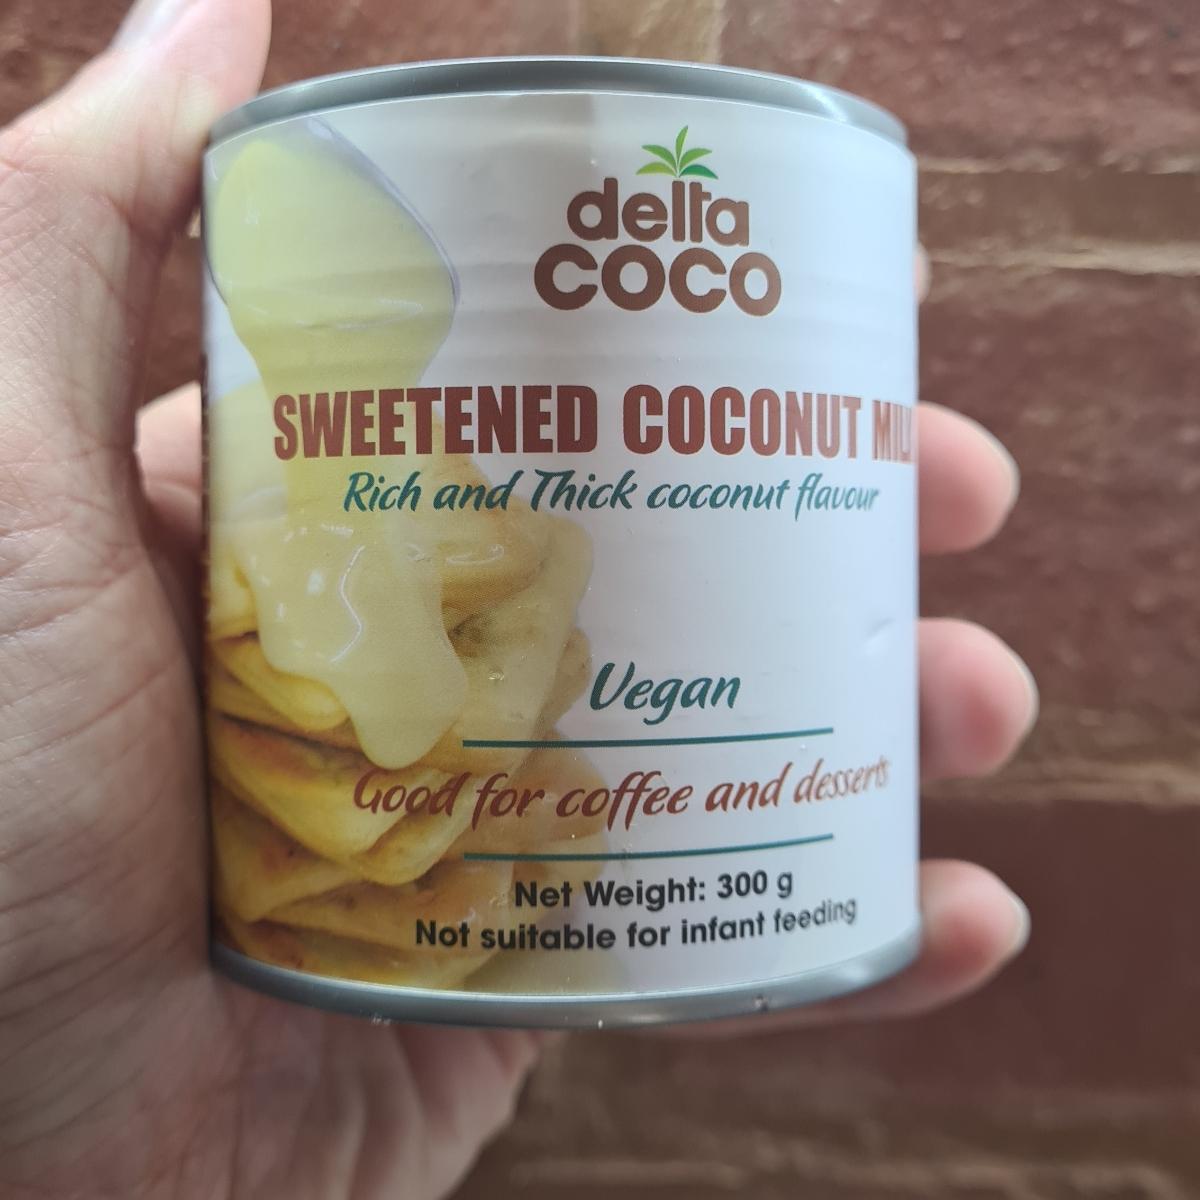 delta
COCO
SWEETENED COCONUT MILK
Rich and Thick coconut flavour
Vegan
Good for coffee and desserts
Net Weight: 300 g
Not suitable for infant feeding